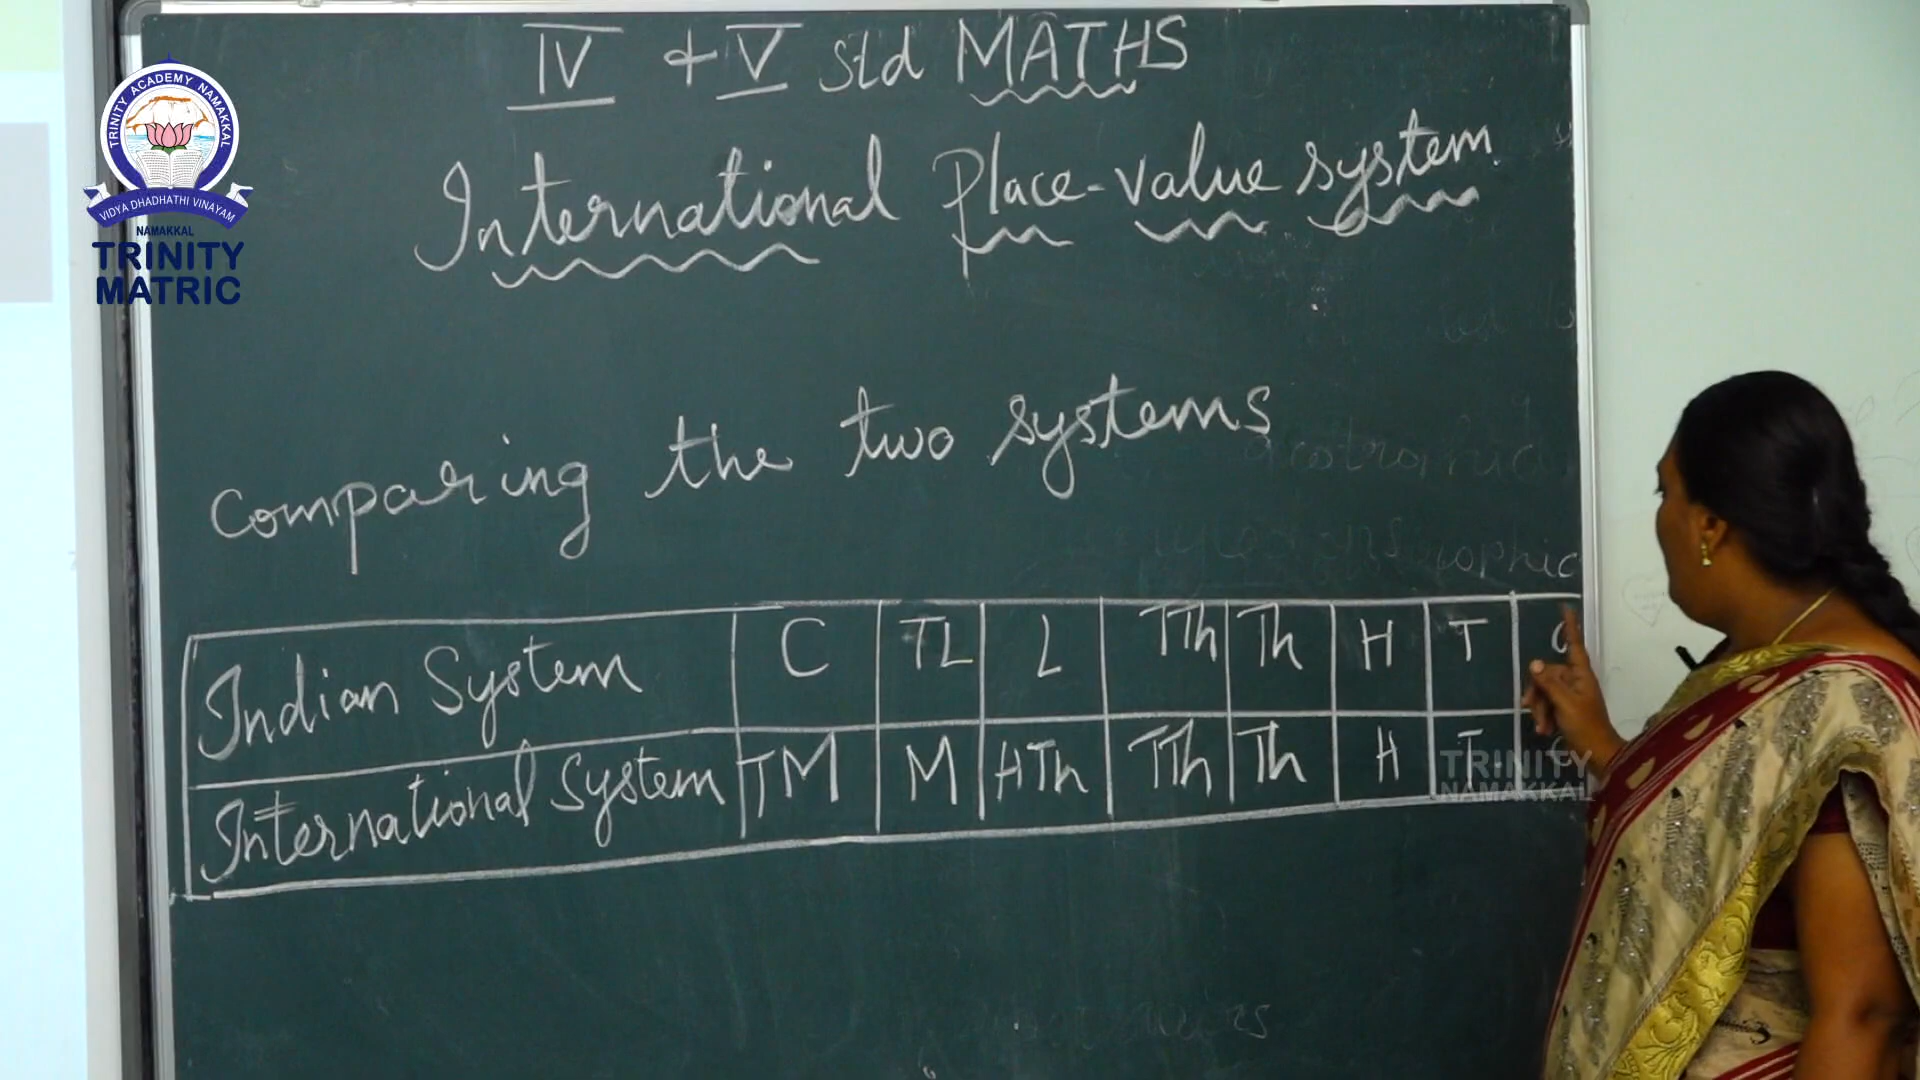 IV + V std MATHS
International Place-value system
comparing the two systems
Indian System C TL L TTh Th H T O
International System TM M HTh TTh Th H T
TRINITY ACADEMY NAMAKKAL
VIDYA DHADHATHI VINAYAM
NAMAKKAL
TRINITY
MATRIC
TRINITY
NAMAKKAL